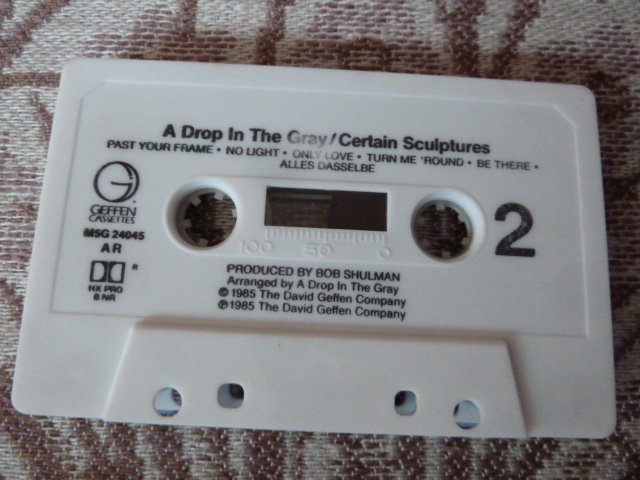 A Drop In The Gray/Certain Sculptures
PAST YOUR FRAME • NO LIGHT • ONLY LOVE • TURN ME 'ROUND • BE THERE •
ALLES DASSELBE
G
GEFFEN
CASSETTES
M5G 24045
AR
HX PRO
B NR
R
2
100 50 0
PRODUCED BY BOB SHULMAN
Arranged by A Drop In The Gray
© 1985 The David Geffen Company
℗ 1985 The David Geffen Company